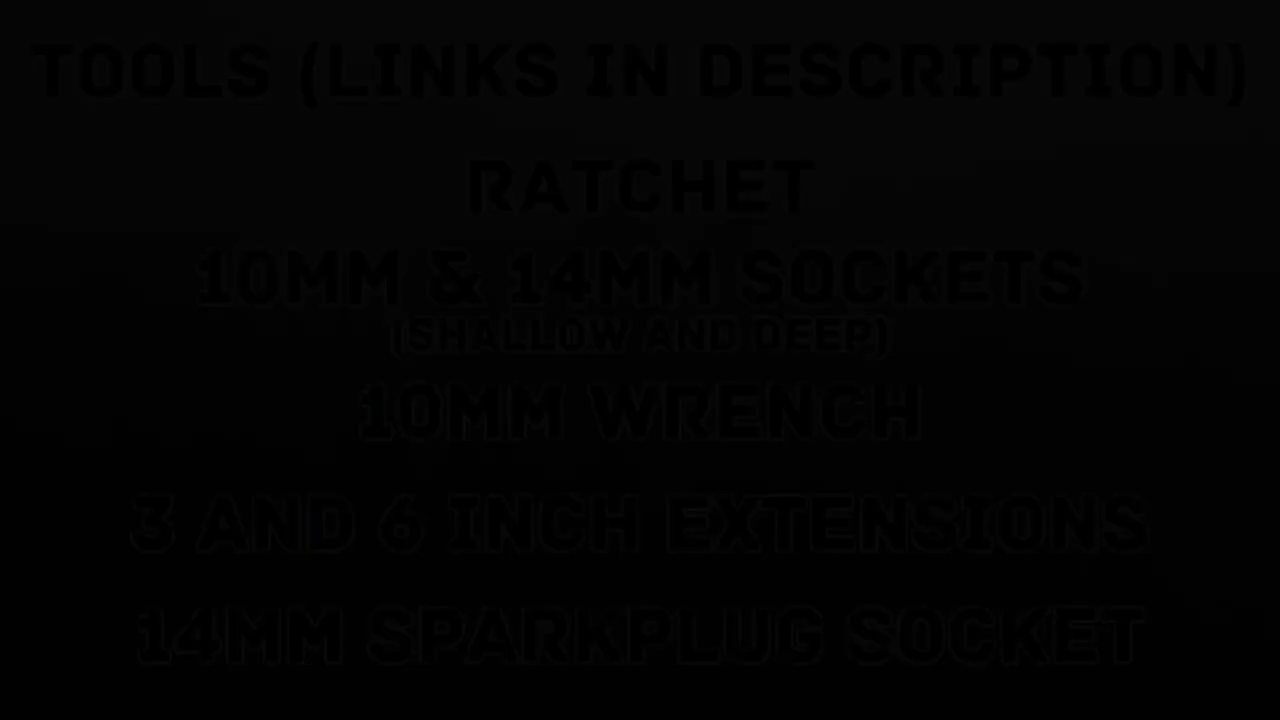 TOOLS (LINKS IN DESCRIPTION)
RATCHET
10MM & 14MM SOCKETS
(SHALLOW AND DEEP)
10MM WRENCH
3 AND 6 INCH EXTENSIONS
14MM SPARKPLUG SOCKET